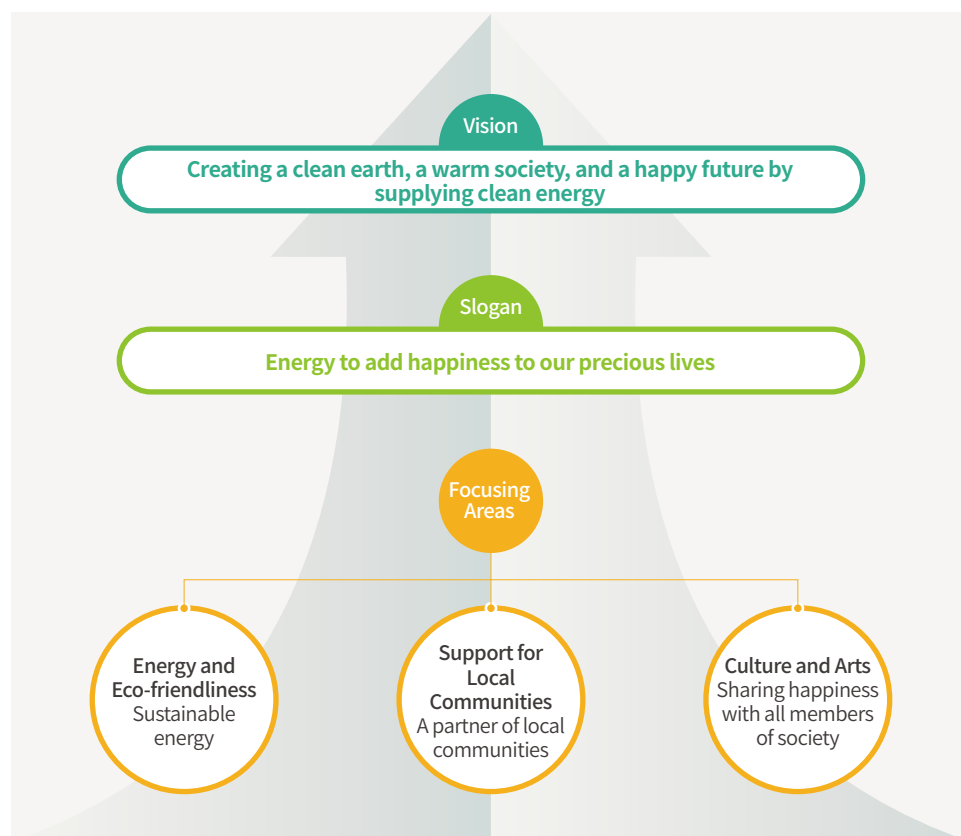 Vision
Creating a clean earth, a warm society, and a happy future by
supplying clean energy
Slogan
Energy to add happiness to our precious lives
Focusing
Areas
Energy and
Eco-friendliness
Sustainable
energy
Support for
Local
Communities
A partner of local
communities
Culture and Arts
Sharing happiness
with all members
of society